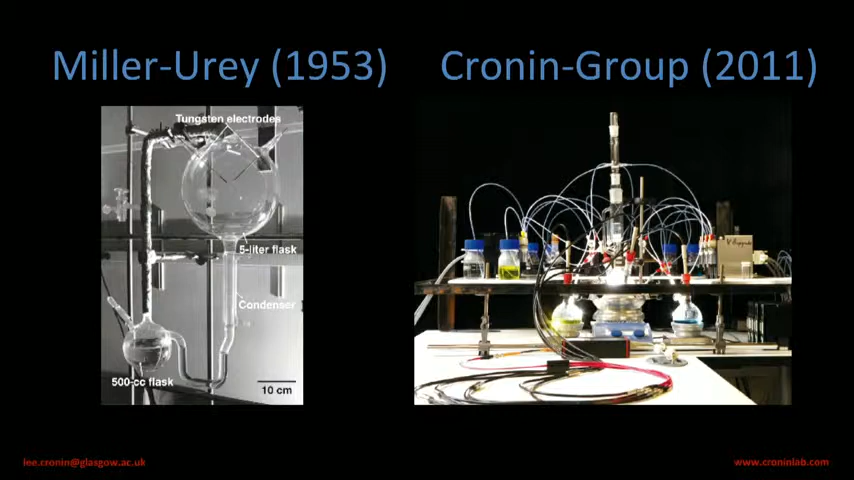 Miller-Urey (1953)
Cronin-Group (2011)
Tungsten electrodes
5-liter flask
Condenser
500-cc flask
10 cm
lee.cronin@glasgow.ac.uk
www.croninlab.com